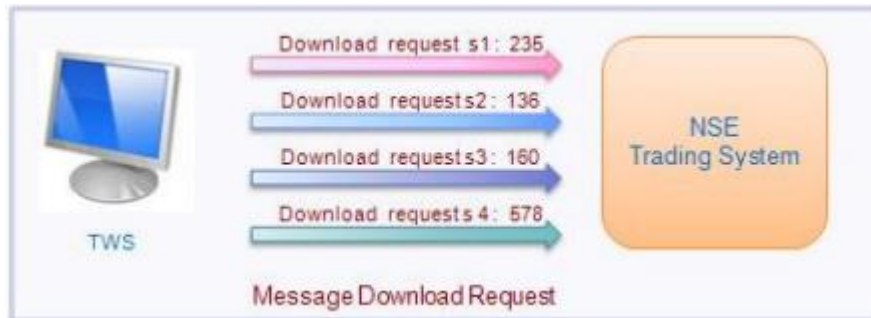 Download request s1: 235
Download requests2: 136
Download requests3: 160
Download requests 4: 578
NSE
Trading System
TWS
Message Download Request